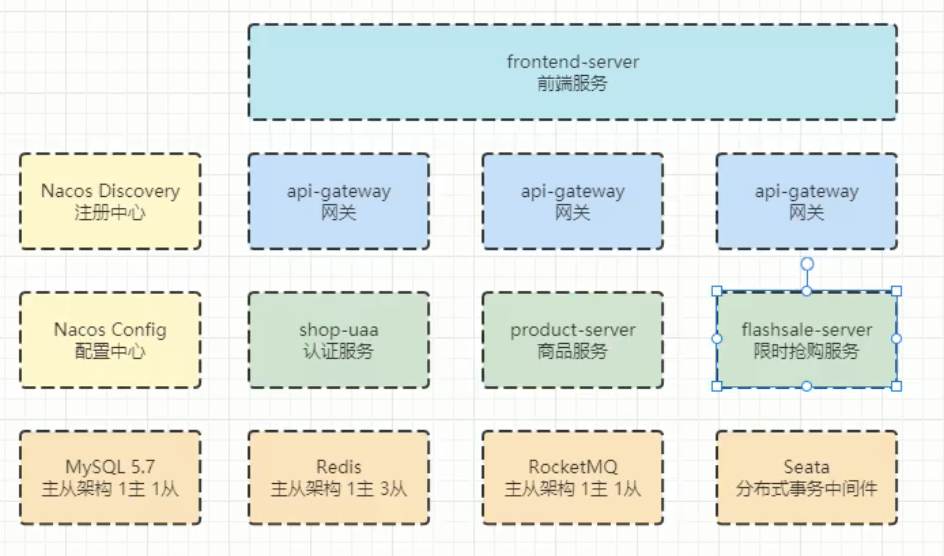 frontend-server
前端服务
Nacos Discovery
注册中心
api-gateway
网关
api-gateway
网关
api-gateway
网关
Nacos Config
配置中心
shop-uaa
认证服务
product-server
商品服务
flashsale-server
限时抢购服务
MySQL 5.7
主从架构 1主 1从
Redis
主从架构 1主 3从
RocketMQ
主从架构 1主 1从
Seata
分布式事务中间件